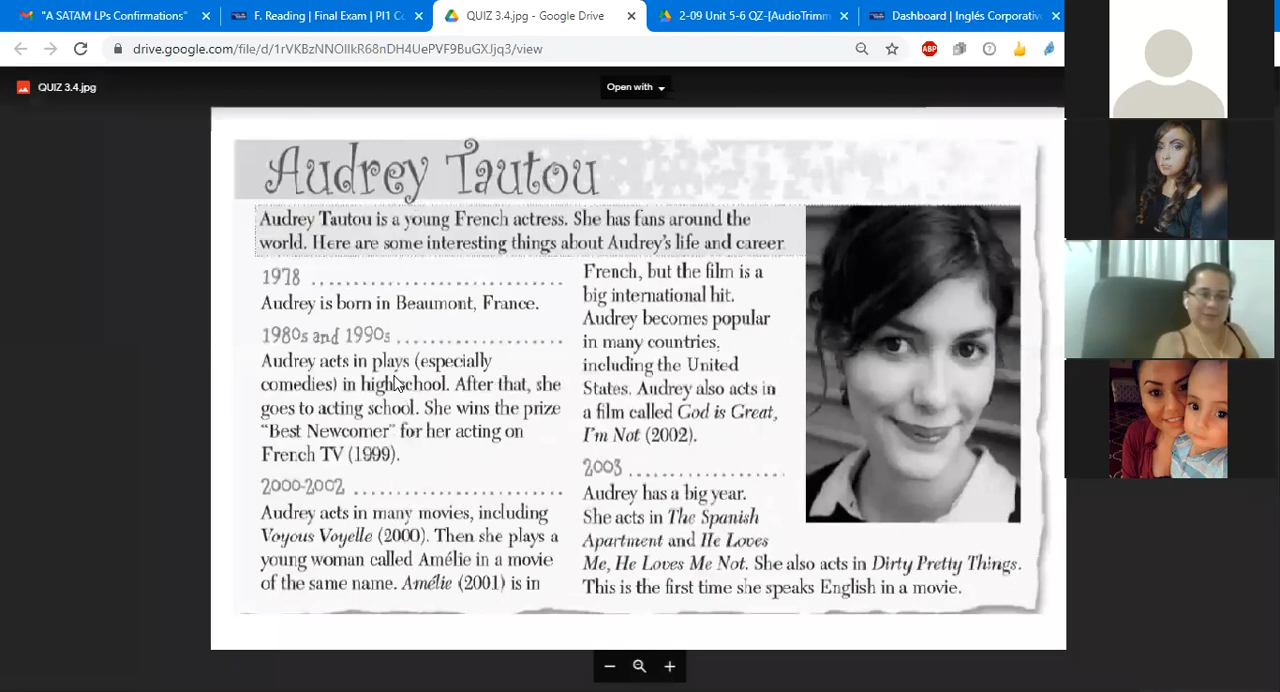 "A SATAM LPs Confirmations"
F. Reading | Final Exam | PI1 Co
QUIZ 3.4.jpg - Google Drive
2-09 Unit 5-6 QZ-[AudioTrimm
Dashboard | Inglés Corporativ
drive.google.com/file/d/1rVKBzNNOIIkR68nDH4UePVF9BuGXJjq3/view
ABP
QUIZ 3.4.jpg
Open with
Audrey Tautou
Audrey Tautou is a young French actress. She has fans around the
world. Here are some interesting things about Audrey's life and career.
1978
Audrey is born in Beaumont, France.
1980s and 1990s
Audrey acts in plays (especially
comedies) in high school. After that, she
goes to acting school. She wins the prize
"Best Newcomer" for her acting on
French TV (1999).
2000-2002
Audrey acts in many movies, including
Voyous Voyelle (2000). Then she plays a
young woman called Amélie in a movie
of the same name. Amélie (2001) is in
French, but the film is a
big international hit.
Audrey becomes popular
in many countries,
including the United
States. Audrey also acts in
a film called God is Great,
I'm Not (2002).
2003
Audrey has a big year.
She acts in The Spanish
Apartment and He Loves
Me, He Loves Me Not. She also acts in Dirty Pretty Things.
This is the first time she speaks English in a movie.